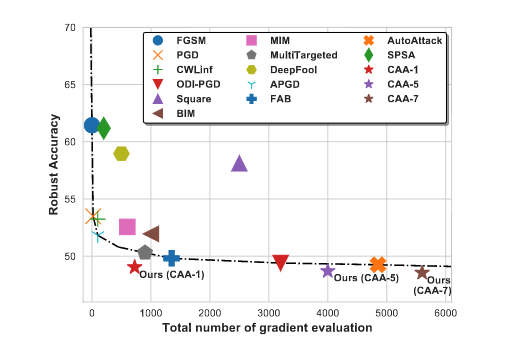 70
65
60
55
50
Robust Accuracy
FGSM
PGD
CWLinf
ODI-PGD
Square
BIM
MIM
MultiTargeted
DeepFool
APGD
FAB
AutoAttack
SPSA
CAA-1
CAA-5
CAA-7
Ours (CAA-1)
Ours (CAA-5)
Ours
(CAA-7)
0 1000 2000 3000 4000 5000 6000
Total number of gradient evaluation